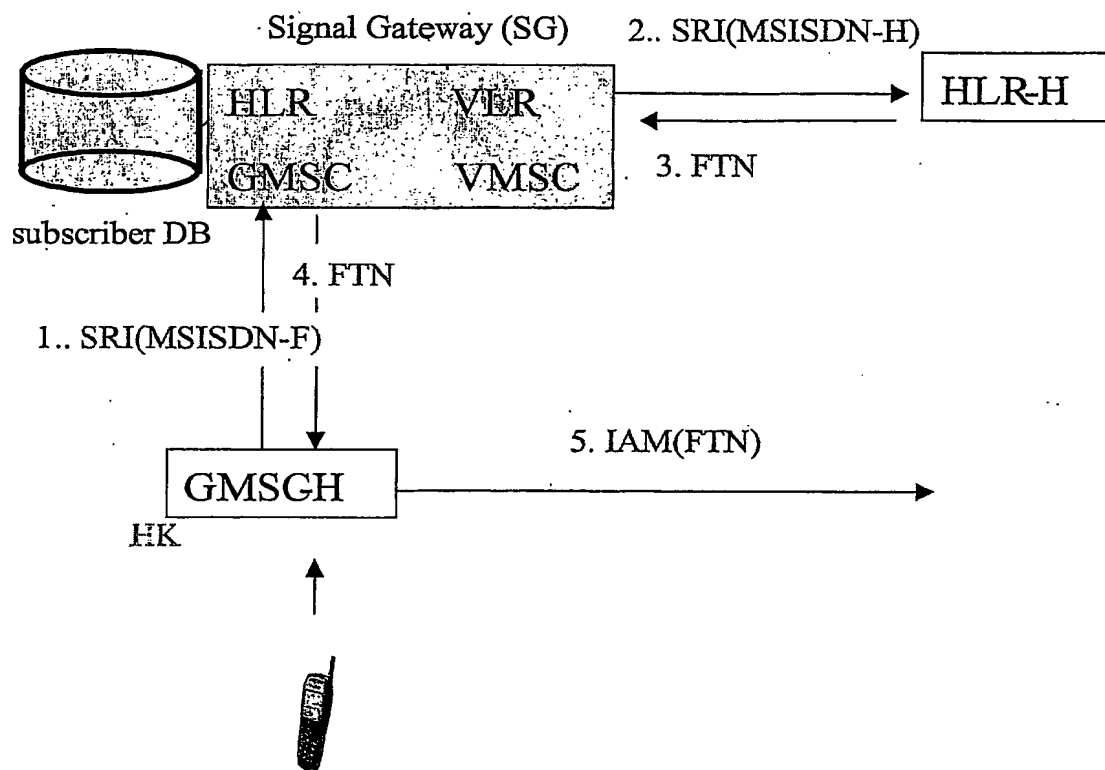 Signal Gateway (SG)
2.. SRI(MSISDN-H)
HLR VLR
HLR-H
GMSC VMSC
3. FTN
subscriber DB
4. FTN
1.. SRI(MSISDN-F)
5. IAM(FTN)
GMSGH
HK